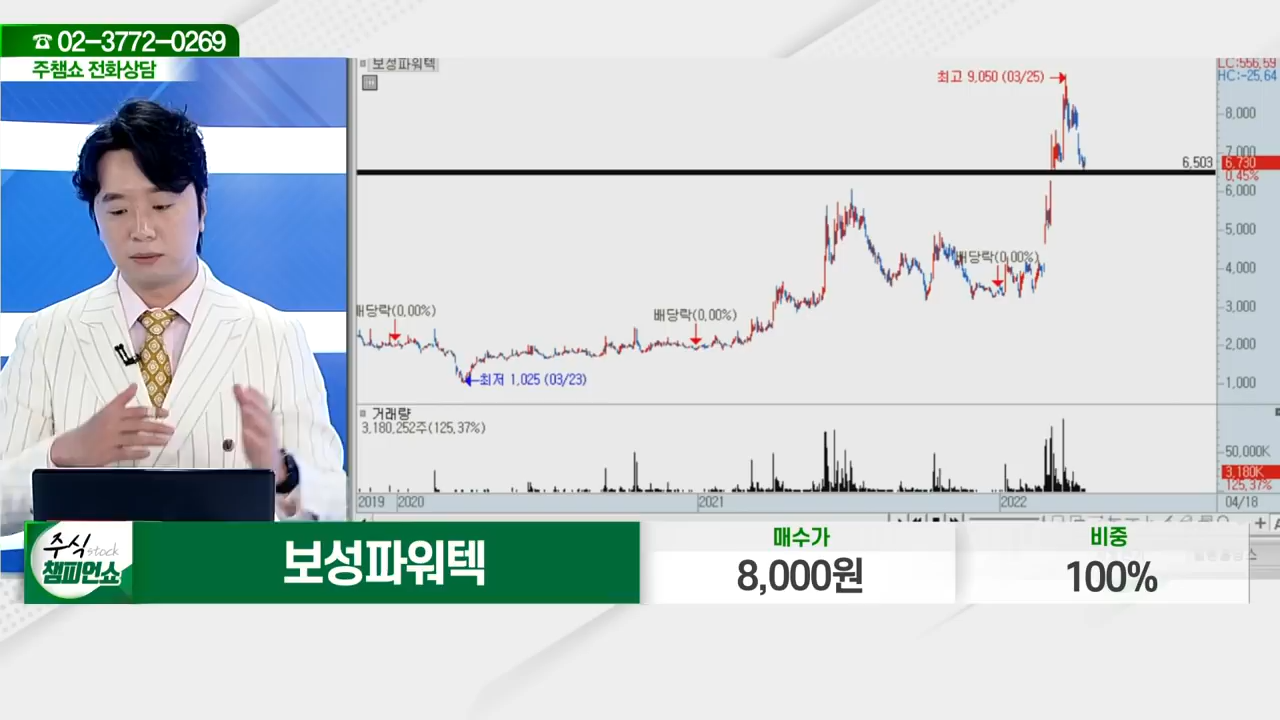 ☎ 02-3772-0269
주챔쇼 전화상담
보성파워텍
최고 9,050 (03/25)
LC:556,59
HC:-25,64
8,000
7,000
6,503
6,730
0,45%
6,000
5,000
4,000
3,000
2,000
1,000
배당락(0,00%)
배당락(0,00%)
배당락(0,00%)
최저 1,025 (03/23)
거래량
3,180,252주(125,37%)
50,000K
3,180K
125,37%
2019 2020 2021 2022 04/18
주식 stock
챔피언쇼
보성파워텍
매수가
8,000원
비중
100%